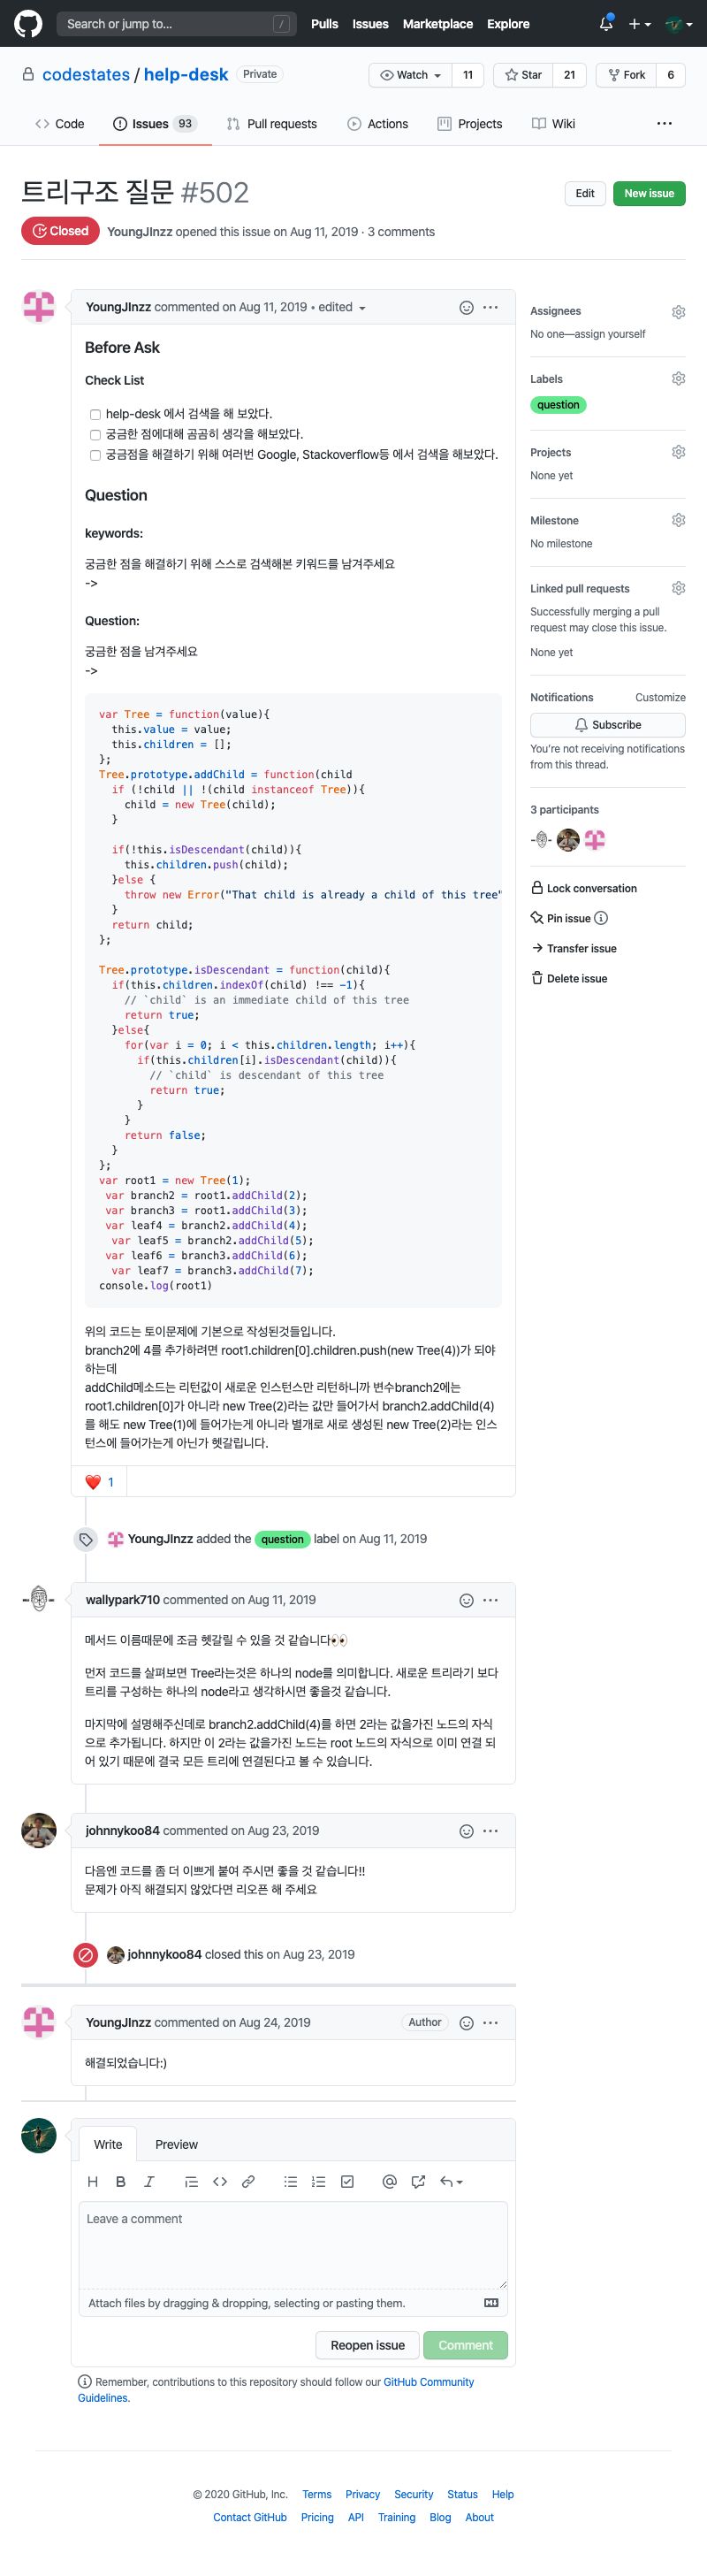 Search or jump to...
/
Pulls Issues Marketplace Explore
codestates / help-desk Private
Watch 11
Star 21
Fork 6
Code
Issues 93
Pull requests
Actions
Projects
Wiki
트리구조 질문 #502
Edit
New issue
Closed
YoungJInzz opened this issue on Aug 11, 2019 · 3 comments
YoungJInzz commented on Aug 11, 2019 • edited
Before Ask
Check List
help-desk 에서 검색을 해 보았다.
궁금한 점에대해 곰곰히 생각을 해보았다.
궁금점을 해결하기 위해 여러번 Google, Stackoverflow등 에서 검색을 해보았다.
Question
keywords:
궁금한 점을 해결하기 위해 스스로 검색해본 키워드를 남겨주세요
->
Question:
궁금한 점을 남겨주세요
->
var Tree = function(value){
this.value = value;
this.children = [];
};
Tree.prototype.addChild = function(child
if (!child || !(child instanceof Tree)){
child = new Tree(child);
}
if(!this.isDescendant(child)){
this.children.push(child);
}else {
throw new Error("That child is already a child of this tree"
}
return child;
};
Tree.prototype.isDescendant = function(child){
if(this.children.indexOf(child) !== -1){
// `child` is an immediate child of this tree
return true;
}else{
for(var i = 0; i < this.children.length; i++){
if(this.children[i].isDescendant(child)){
// `child` is descendant of this tree
return true;
}
}
return false;
}
};
var root1 = new Tree(1);
var branch2 = root1.addChild(2);
var branch3 = root1.addChild(3);
var leaf4 = branch2.addChild(4);
var leaf5 = branch2.addChild(5);
var leaf6 = branch3.addChild(6);
var leaf7 = branch3.addChild(7);
console.log(root1)
위의 코드는 토이문제에 기본으로 작성된것들입니다.
branch2에 4를 추가하려면 root1.children[0].children.push(new Tree(4))가 되야
하는데
addChild메소드는 리턴값이 새로운 인스턴스만 리턴하니까 변수branch2에는
root1.children[0]가 아니라 new Tree(2)라는 값만 들어가서 branch2.addChild(4)
를 해도 new Tree(1)에 들어가는게 아니라 별개로 새로 생성된 new Tree(2)라는 인스
턴스에 들어가는게 아닌가 헷갈립니다.
❤️ 1
YoungJInzz added the question label on Aug 11, 2019
wallypark710 commented on Aug 11, 2019
메서드 이름때문에 조금 헷갈릴 수 있을 것 같습니다👀
먼저 코드를 살펴보면 Tree라는것은 하나의 node를 의미합니다. 새로운 트리라기 보다
트리를 구성하는 하나의 node라고 생각하시면 좋을것 같습니다.
마지막에 설명해주신데로 branch2.addChild(4)를 하면 2라는 값을가진 노드의 자식
으로 추가됩니다. 하지만 이 2라는 값을가진 노드는 root 노드의 자식으로 이미 연결 되
어 있기 때문에 결국 모든 트리에 연결된다고 볼 수 있습니다.
johnnykoo84 commented on Aug 23, 2019
다음엔 코드를 좀 더 이쁘게 붙여 주시면 좋을 것 같습니다!!
문제가 아직 해결되지 않았다면 리오픈 해 주세요
johnnykoo84 closed this on Aug 23, 2019
YoungJInzz commented on Aug 24, 2019 Author
해결되었습니다:)
Write Preview
H B I
Leave a comment
Attach files by dragging & dropping, selecting or pasting them.
Reopen issue
Comment
Remember, contributions to this repository should follow our GitHub Community
Guidelines.
Assignees
No one—assign yourself
Labels
question
Projects
None yet
Milestone
No milestone
Linked pull requests
Successfully merging a pull
request may close this issue.
None yet
Notifications Customize
Subscribe
You're not receiving notifications
from this thread.
3 participants
Lock conversation
Pin issue
Transfer issue
Delete issue
© 2020 GitHub, Inc. Terms Privacy Security Status Help
Contact GitHub Pricing API Training Blog About